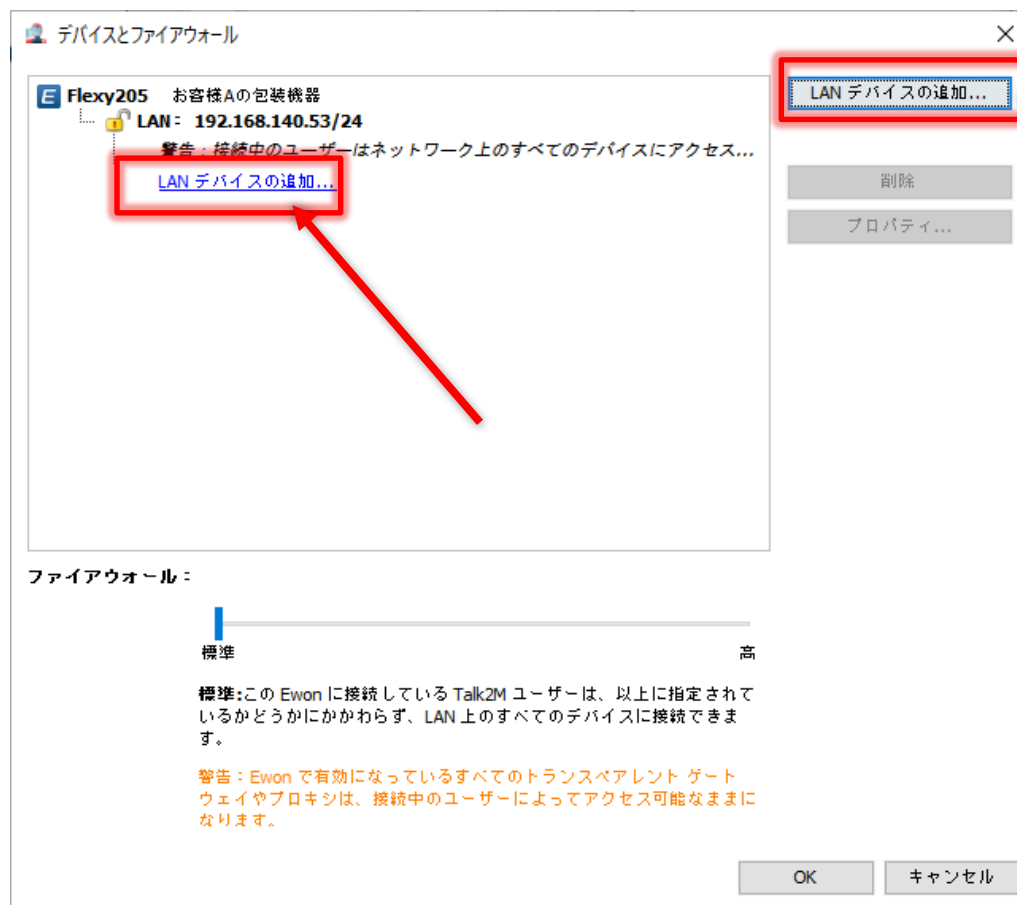 デバイスとファイアウォール
Flexy205 お客様Aの包装機器
LAN デバイスの追加...
LAN: 192.168.140.53/24
警告:接続中のユーザーはネットワーク上のすべてのデバイスにアクセス...
LAN デバイスの追加...
削除
プロパティ...
ファイアウォール:
標準
高
標準:この Ewon に接続している Talk2M ユーザーは、以上に指定されて
いるかどうかにかかわらず、LAN 上のすべてのデバイスに接続できま
す。
警告:Ewon で有効になっているすべてのトランスペアレント ゲート
ウェイやプロキシは、接続中のユーザーによってアクセス可能なままに
なります。
OK
キャンセル